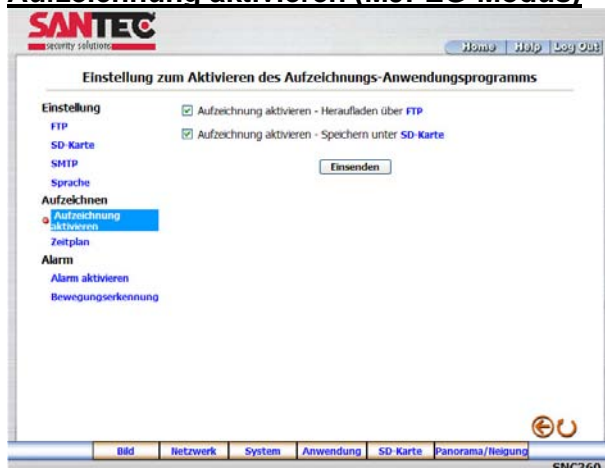 Aufzeichnung aktivieren (MJPEG-Modus)
SANTEC
security solutions
Home | Help | Log Out
Einstellung zum Aktivieren des Aufzeichnungs-Anwendungsprogramms
Einstellung
FTP
SD-Karte
SMTP
Sprache
Aufzeichnen
Aufzeichnung
aktivieren
Zeitplan
Alarm
Alarm aktivieren
Bewegungserkennung
Aufzeichnung aktivieren - Heraufladen über FTP
Aufzeichnung aktivieren - Speichern unter SD-Karte
Einsenden
Bild Netzwerk System Anwendung SD-Karte Panorama/Neigung
SNC260